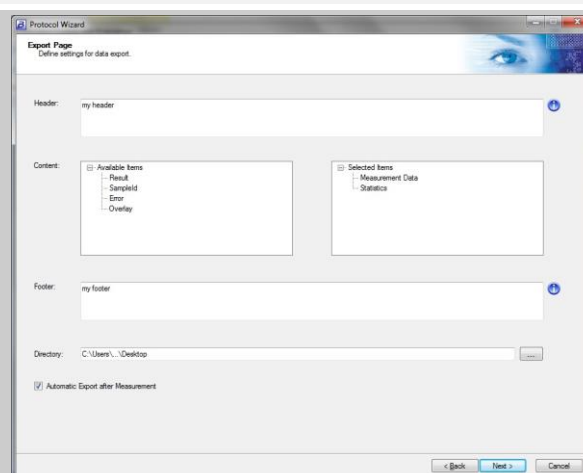 Protocol Wizard
Export Page
Define settings for data export.
Header:
my header
Content:
Available Items
Result
SampleId
Error
Overlay
Selected Items
Measurement Data
Statistics
Footer:
my footer
Directory:
C:\Users\...\Desktop
...
Automatic Export after Measurement
< Back
Next >
Cancel